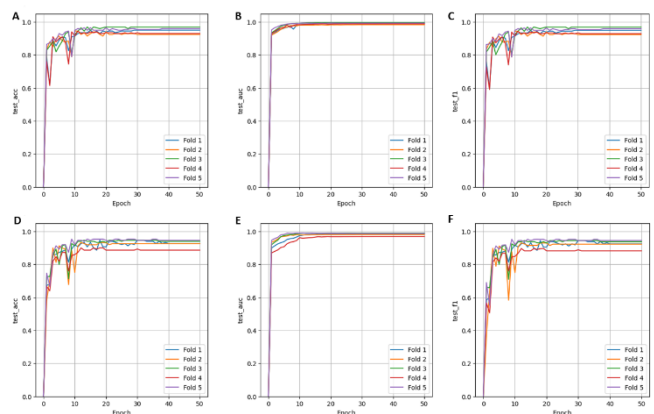 A
B
C
1.0
0.8
0.6
0.4
0.2
0.0
test_acc
0
10
20
30
40
50
Epoch
Fold 1
Fold 2
Fold 3
Fold 4
Fold 5
1.0
0.8
0.6
0.4
0.2
0.0
test_auc
0
10
20
30
40
50
Epoch
Fold 1
Fold 2
Fold 3
Fold 4
Fold 5
1.0
0.8
0.6
0.4
0.2
0.0
test_f1
0
10
20
30
40
50
Epoch
Fold 1
Fold 2
Fold 3
Fold 4
Fold 5
D
E
F
1.0
0.8
0.6
0.4
0.2
0.0
test_acc
0
10
20
30
40
50
Epoch
Fold 1
Fold 2
Fold 3
Fold 4
Fold 5
1.0
0.8
0.6
0.4
0.2
0.0
test_auc
0
10
20
30
40
50
Epoch
Fold 1
Fold 2
Fold 3
Fold 4
Fold 5
1.0
0.8
0.6
0.4
0.2
0.0
test_f1
0
10
20
30
40
50
Epoch
Fold 1
Fold 2
Fold 3
Fold 4
Fold 5